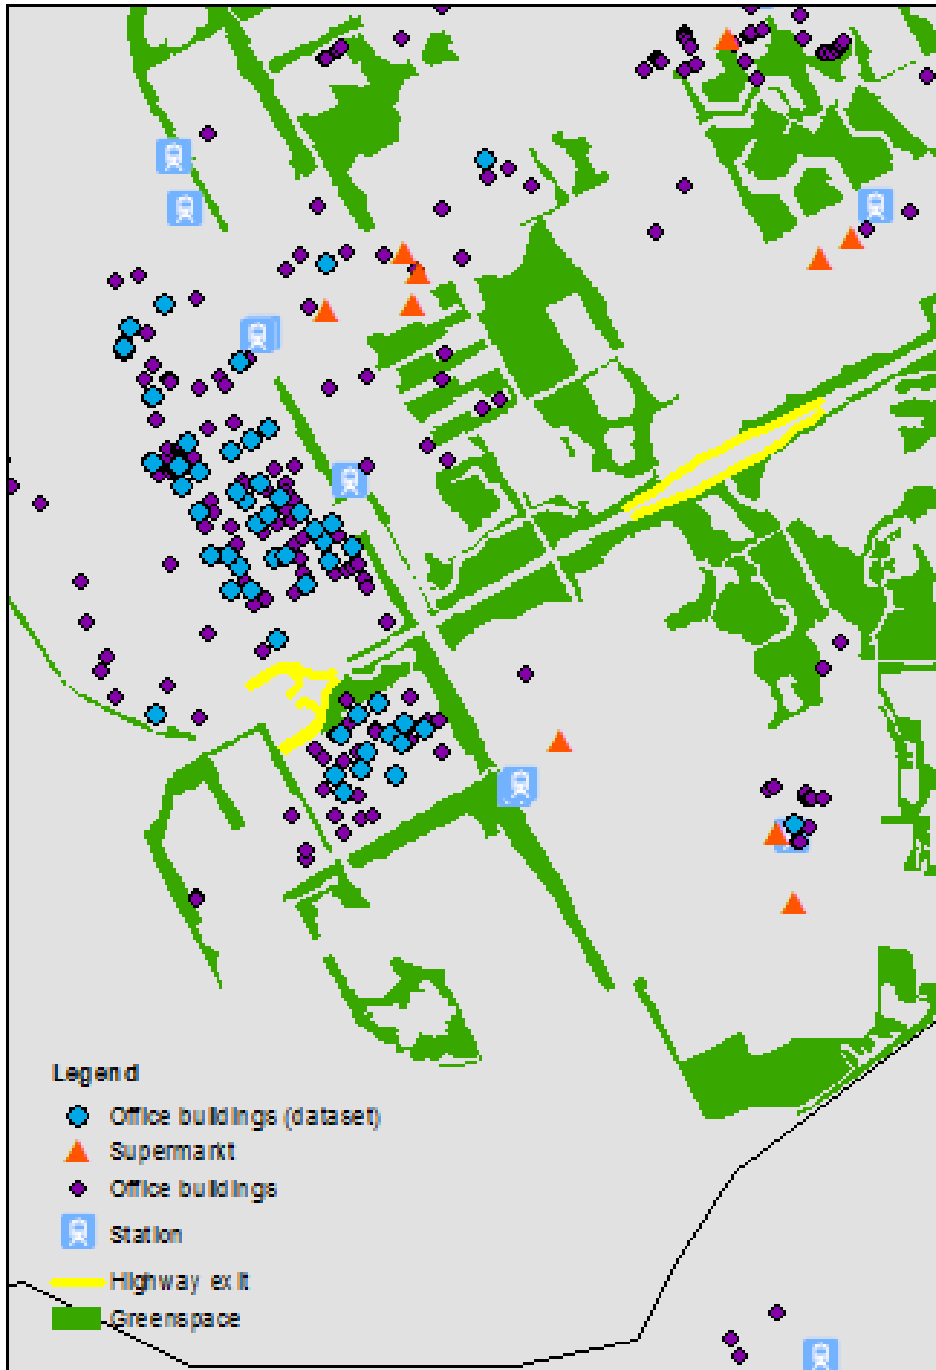 Legend
Office buildings (dataset)
Supermarkt
Office buildings
Station
Highway exit
Greenspace